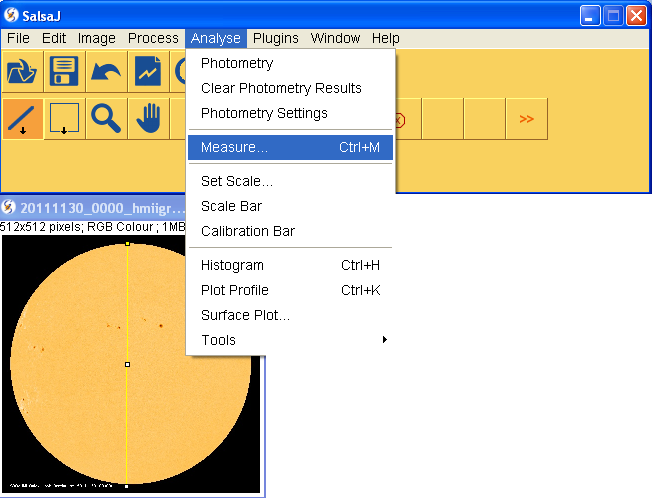 SalsaJ
File Edit Image Process Analyse Plugins Window Help
Photometry
Clear Photometry Results
Photometry Settings
>>
Measure... Ctrl+M
Set Scale...
Scale Bar
Calibration Bar
Histogram Ctrl+H
Plot Profile Ctrl+K
Surface Plot...
Tools
20111130_0000_hmiigr...
512x512 pixels; RGB Colour; 1MB